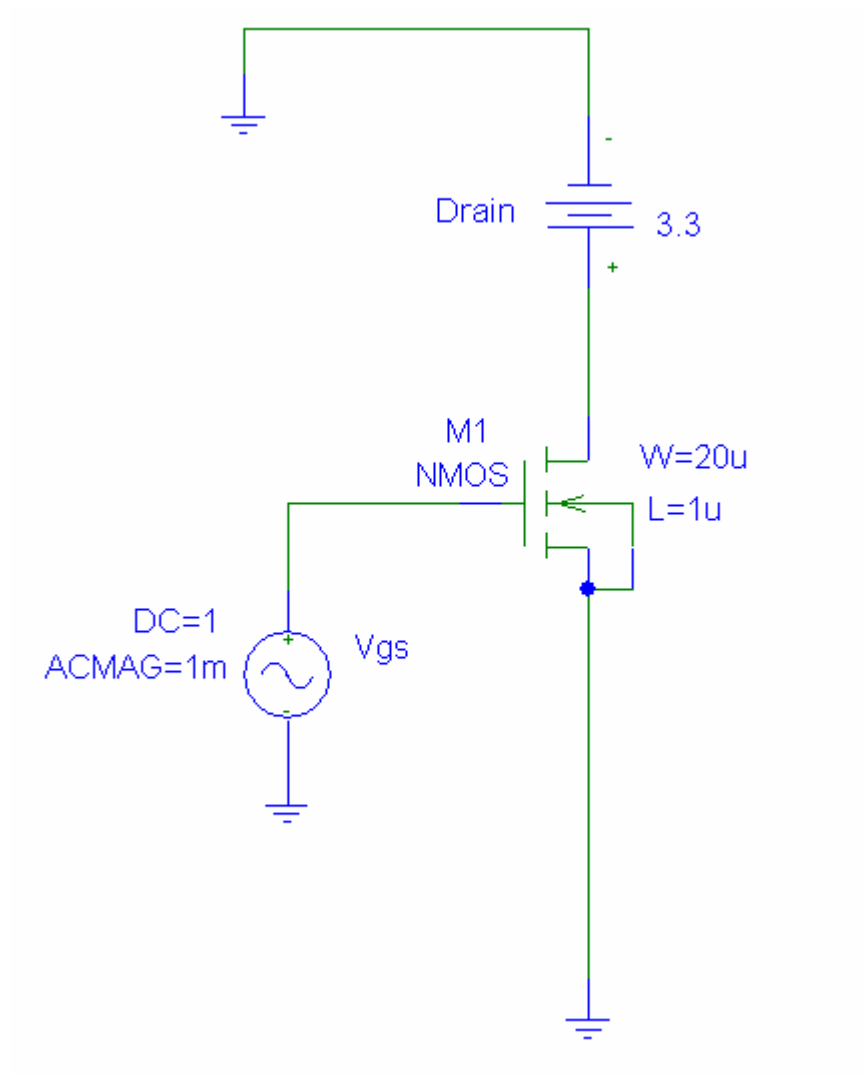 -
Drain
3.3
+
M1
NMOS
W=20u
L=1u
DC=1
ACMAG=1m
+
Vgs
-